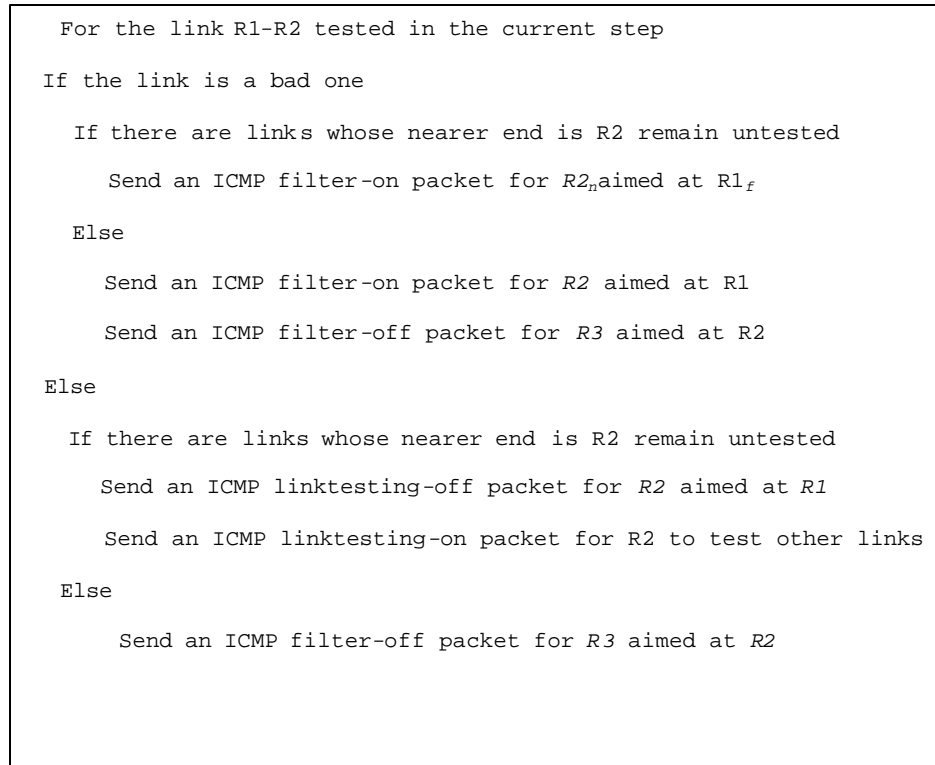 For the link R1-R2 tested in the current step
If the link is a bad one
If there are links whose nearer end is R2 remain untested
Send an ICMP filter-on packet for R2ₙaimed at R1f
Else
Send an ICMP filter-on packet for R2 aimed at R1
Send an ICMP filter-off packet for R3 aimed at R2
Else
If there are links whose nearer end is R2 remain untested
Send an ICMP linktesting-off packet for R2 aimed at R1
Send an ICMP linktesting-on packet for R2 to test other links
Else
Send an ICMP filter-off packet for R3 aimed at R2